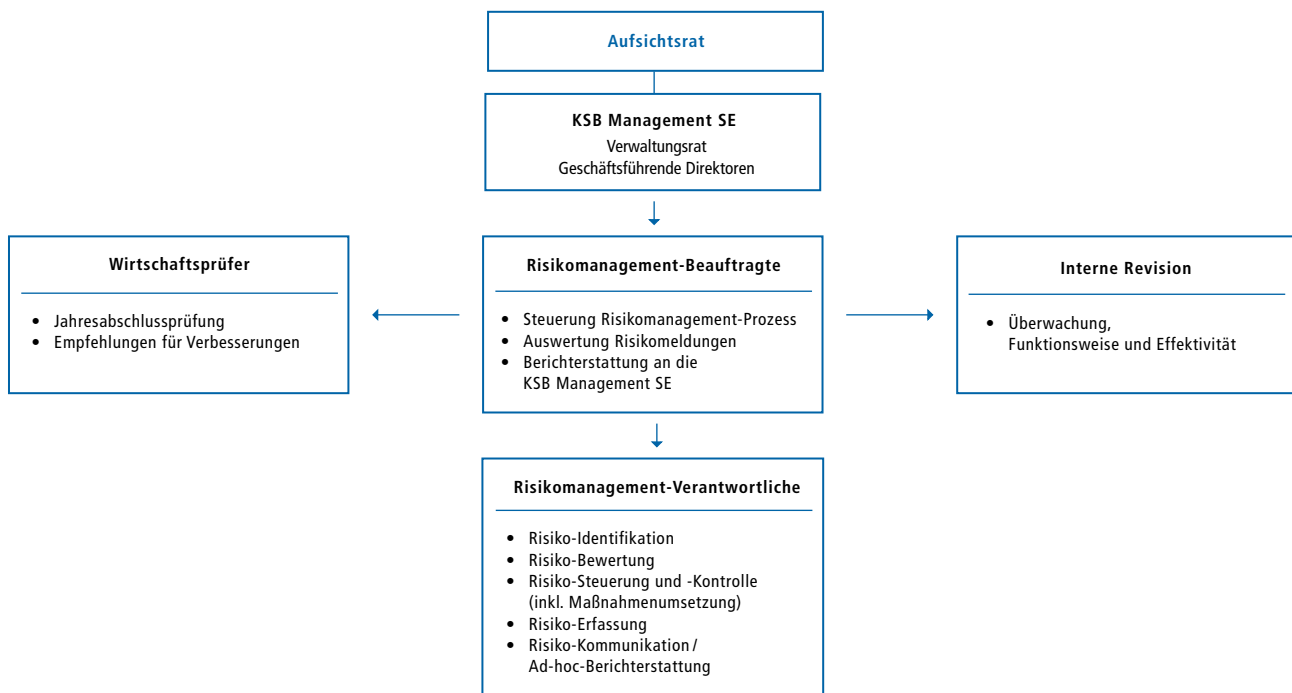 Aufsichtsrat
KSB Management SE
Verwaltungsrat
Geschäftsführende Direktoren
Wirtschaftsprüfer
• Jahresabschlussprüfung
• Empfehlungen für Verbesserungen
Risikomanagement-Beauftragte
• Steuerung Risikomanagement-Prozess
• Auswertung Risikomeldungen
• Berichterstattung an die
KSB Management SE
Interne Revision
• Überwachung,
Funktionsweise und Effektivität
Risikomanagement-Verantwortliche
• Risiko-Identifikation
• Risiko-Bewertung
• Risiko-Steuerung und -Kontrolle
(inkl. Maßnahmenumsetzung)
• Risiko-Erfassung
• Risiko-Kommunikation /
Ad-hoc-Berichterstattung